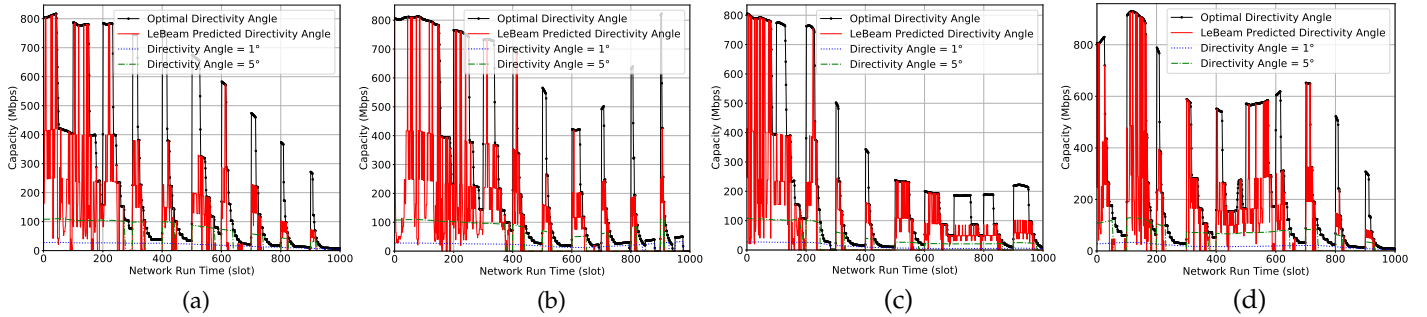 Optimal Directivity Angle
LeBeam Predicted Directivity Angle
Directivity Angle = 1°
Directivity Angle = 5°
Capacity (Mbps)
800
700
600
500
400
300
200
100
0
0 200 400 600 800 1000
Network Run Time (slot)
(a)
Optimal Directivity Angle
LeBeam Predicted Directivity Angle
Directivity Angle = 1°
Directivity Angle = 5°
Capacity (Mbps)
800
700
600
500
400
300
200
100
0
0 200 400 600 800 1000
Network Run Time (slot)
(b)
Optimal Directivity Angle
LeBeam Predicted Directivity Angle
Directivity Angle = 1°
Directivity Angle = 5°
Capacity (Mbps)
800
700
600
500
400
300
200
100
0
0 200 400 600 800 1000
Network Run Time (slot)
(c)
Optimal Directivity Angle
LeBeam Predicted Directivity Angle
Directivity Angle = 1°
Directivity Angle = 5°
Capacity (Mbps)
800
600
400
200
0
0 200 400 600 800 1000
Network Run Time (slot)
(d)